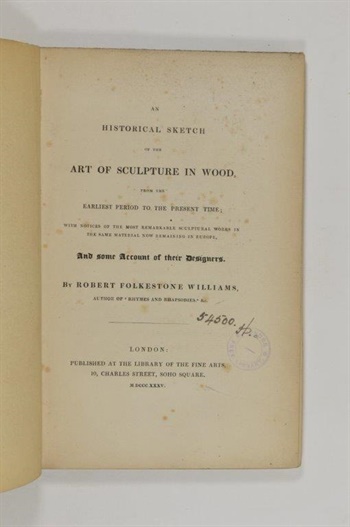 AN
HISTORICAL SKETCH
OF THE
ART OF SCULPTURE IN WOOD,
FROM THE
EARLIEST PERIOD TO THE PRESENT TIME;
WITH NOTICES OF THE MOST REMARKABLE SCULPTURAL WORKS IN
THE SAME MATERIAL NOW REMAINING IN EUROPE,
And some Account of their Designers.
BY ROBERT FOLKESTONE WILLIAMS,
AUTHOR OF "RHYMES AND RHAPSODIES" &c.
54500.
LONDON:
PUBLISHED AT THE LIBRARY OF THE FINE ARTS,
10, CHARLES STREET, SOHO SQUARE.
M DCCC.XXXV.